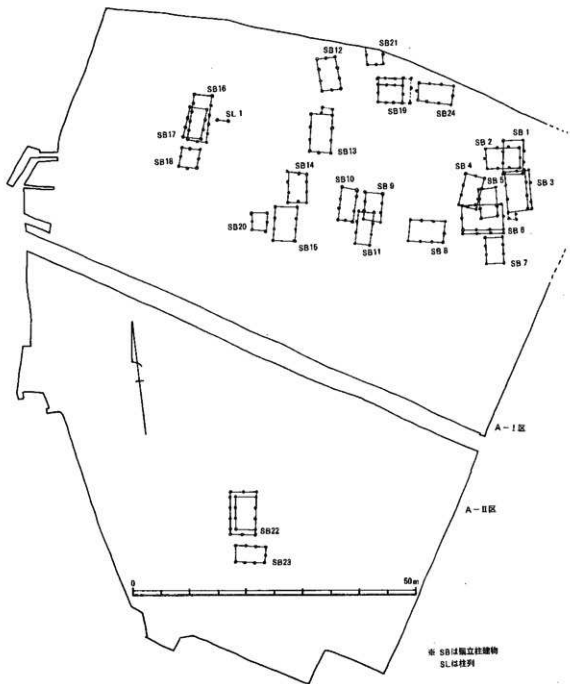 SB12
SB21
SB16
SL 1
SB19
SB24
SB17
SB13
SB 1
SB 2
SB18
SB14
SB 4
SB 5
SB 3
SB10
SB 9
SB20
SB15
SB11
SB 8
SB 6
SB 7
A-Ⅰ区
A-Ⅱ区
SB22
SB23
0
50m
※ SBは掘立柱建物
SLは柱列